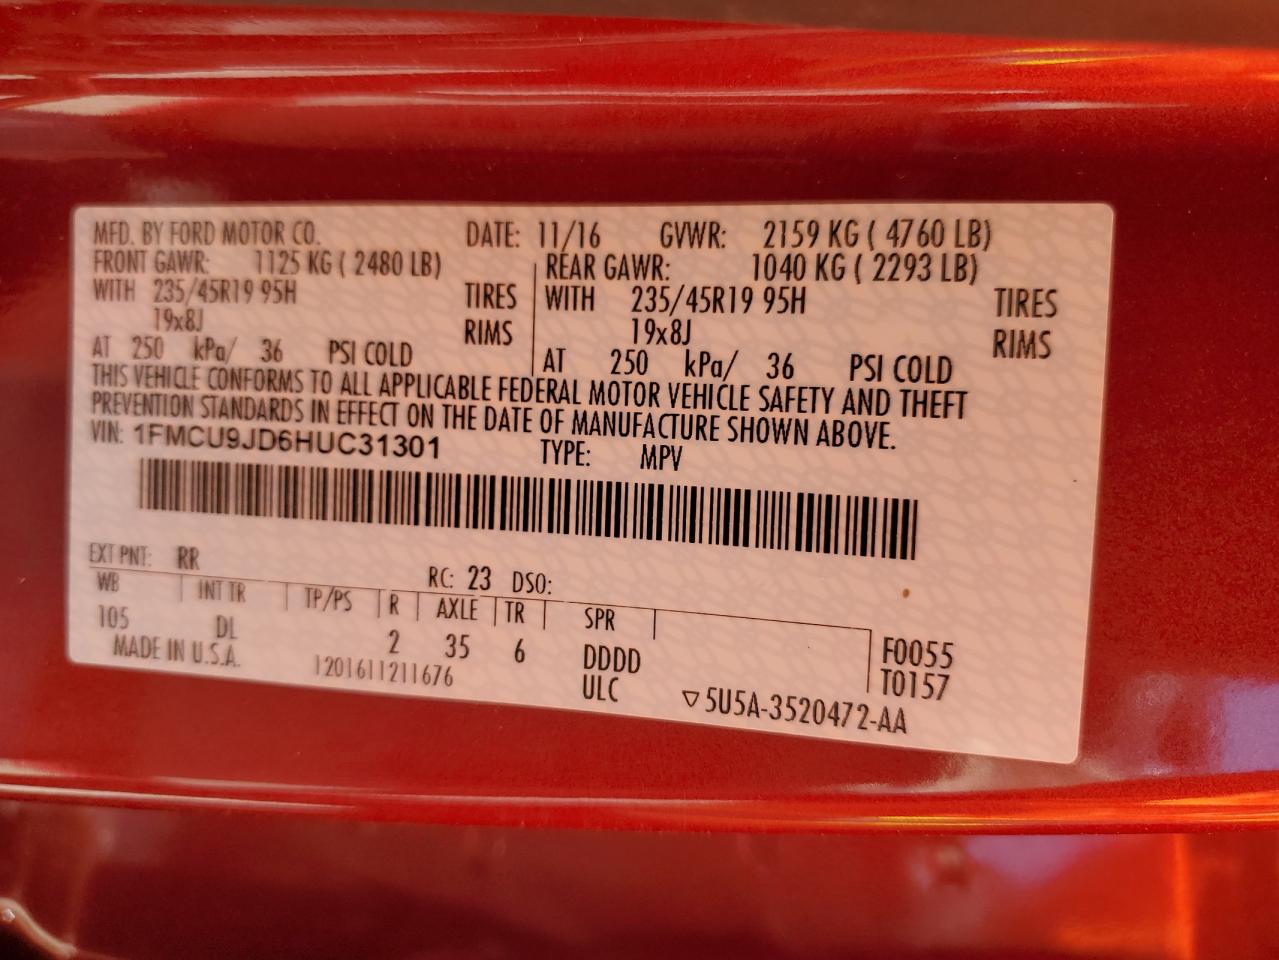 MFD. BY FORD MOTOR CO. DATE: 11/16 GVWR: 2159 KG ( 4760 LB)
FRONT GAWR: 1125 KG ( 2480 LB) REAR GAWR: 1040 KG ( 2293 LB)
WITH 235/45R19 95H TIRES WITH 235/45R19 95H TIRES
19x8J RIMS 19x8J RIMS
AT 250 kPa/ 36 PSI COLD AT 250 kPa/ 36 PSI COLD
THIS VEHICLE CONFORMS TO ALL APPLICABLE FEDERAL MOTOR VEHICLE SAFETY AND THEFT
PREVENTION STANDARDS IN EFFECT ON THE DATE OF MANUFACTURE SHOWN ABOVE.
VIN: 1FMCU9JD6HUC31301 TYPE: MPV
EXT PNT: RR RC: 23 DSO:
WB INT TR TP/PS R AXLE TR SPR
105 DL 2 35 6 DDDD F0055
MADE IN U.S.A. 1201611211676 ULC T0157
▽5U5A-3520472-AA